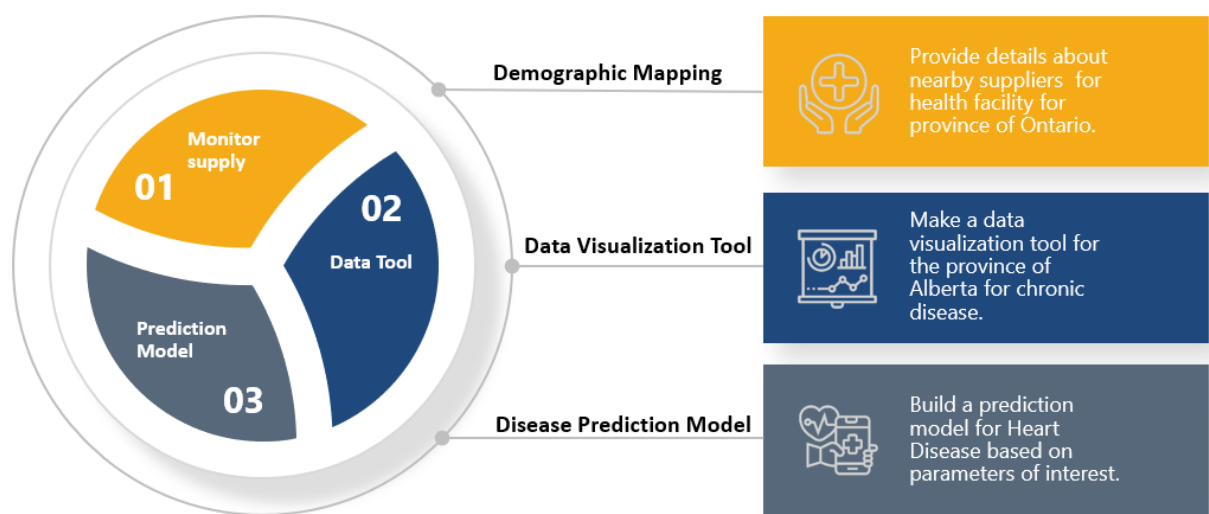 Monitor
supply
01
02
Data Tool
Prediction
Model
03
Demographic Mapping
Provide details about
nearby suppliers  for
health facility for
province of Ontario.
Data Visualization Tool
Make a data
visualization tool for
the province of
Alberta for chronic
disease.
Disease Prediction Model
Build a prediction
model for Heart
Disease based on
parameters of interest.